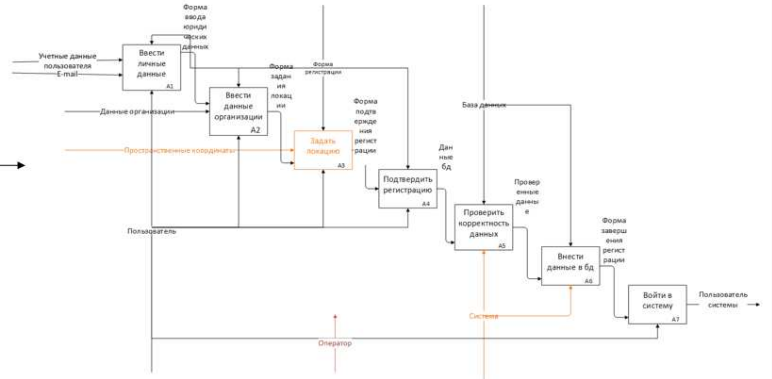 Форма
ввода
юриди
ческих
данных
Учетные данные
пользователя
E-mail
Ввести
личные
данные
A1
Форма
регистрации
Форма
задан
ия
локац
ии
Данные организации
Ввести
данные
организации
A2
База данных
Форма
подтв
ержде
ния
регист
рации
Пространственные координаты
Задать
локацию
A3
Дан
ные
бд
Подтвердить
регистрацию
A4
Провер
енные
данны
е
Проверить
корректность
данных
A5
Пользователь
Форма
заверш
ения
регист
рации
Внести
данные в бд
A6
Войти в
систему
A7
Пользователь
системы
Система
Оператор